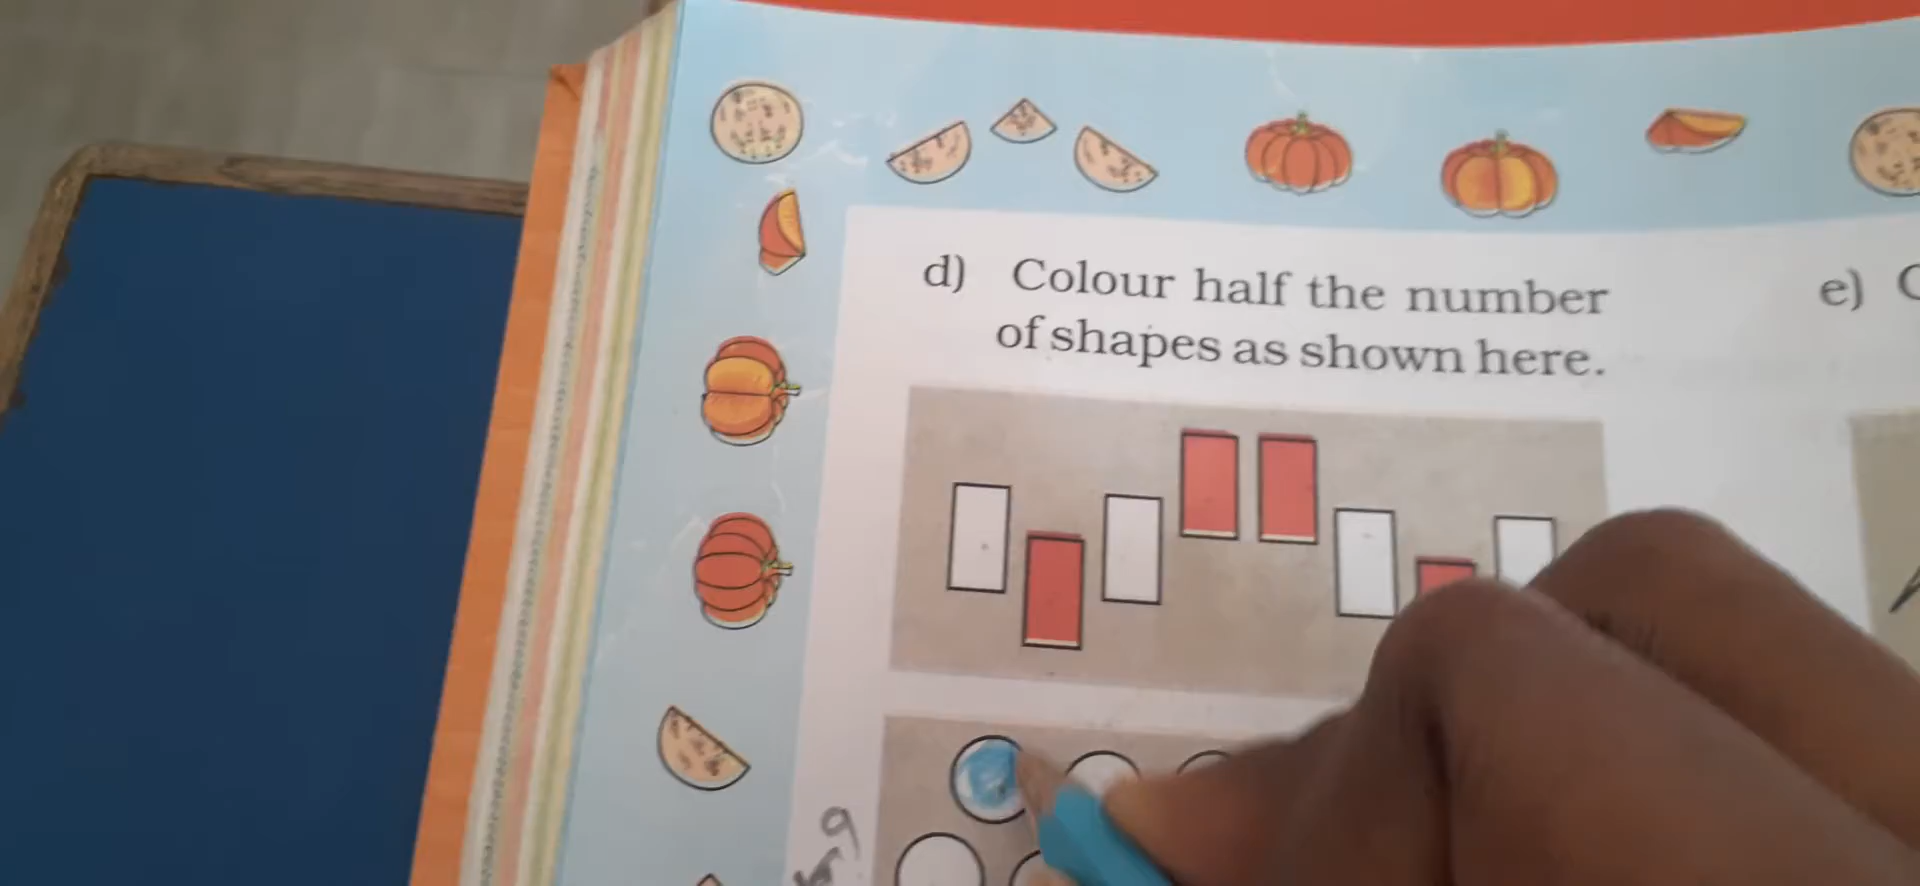 d) Colour half the number
of shapes as shown here.
e)